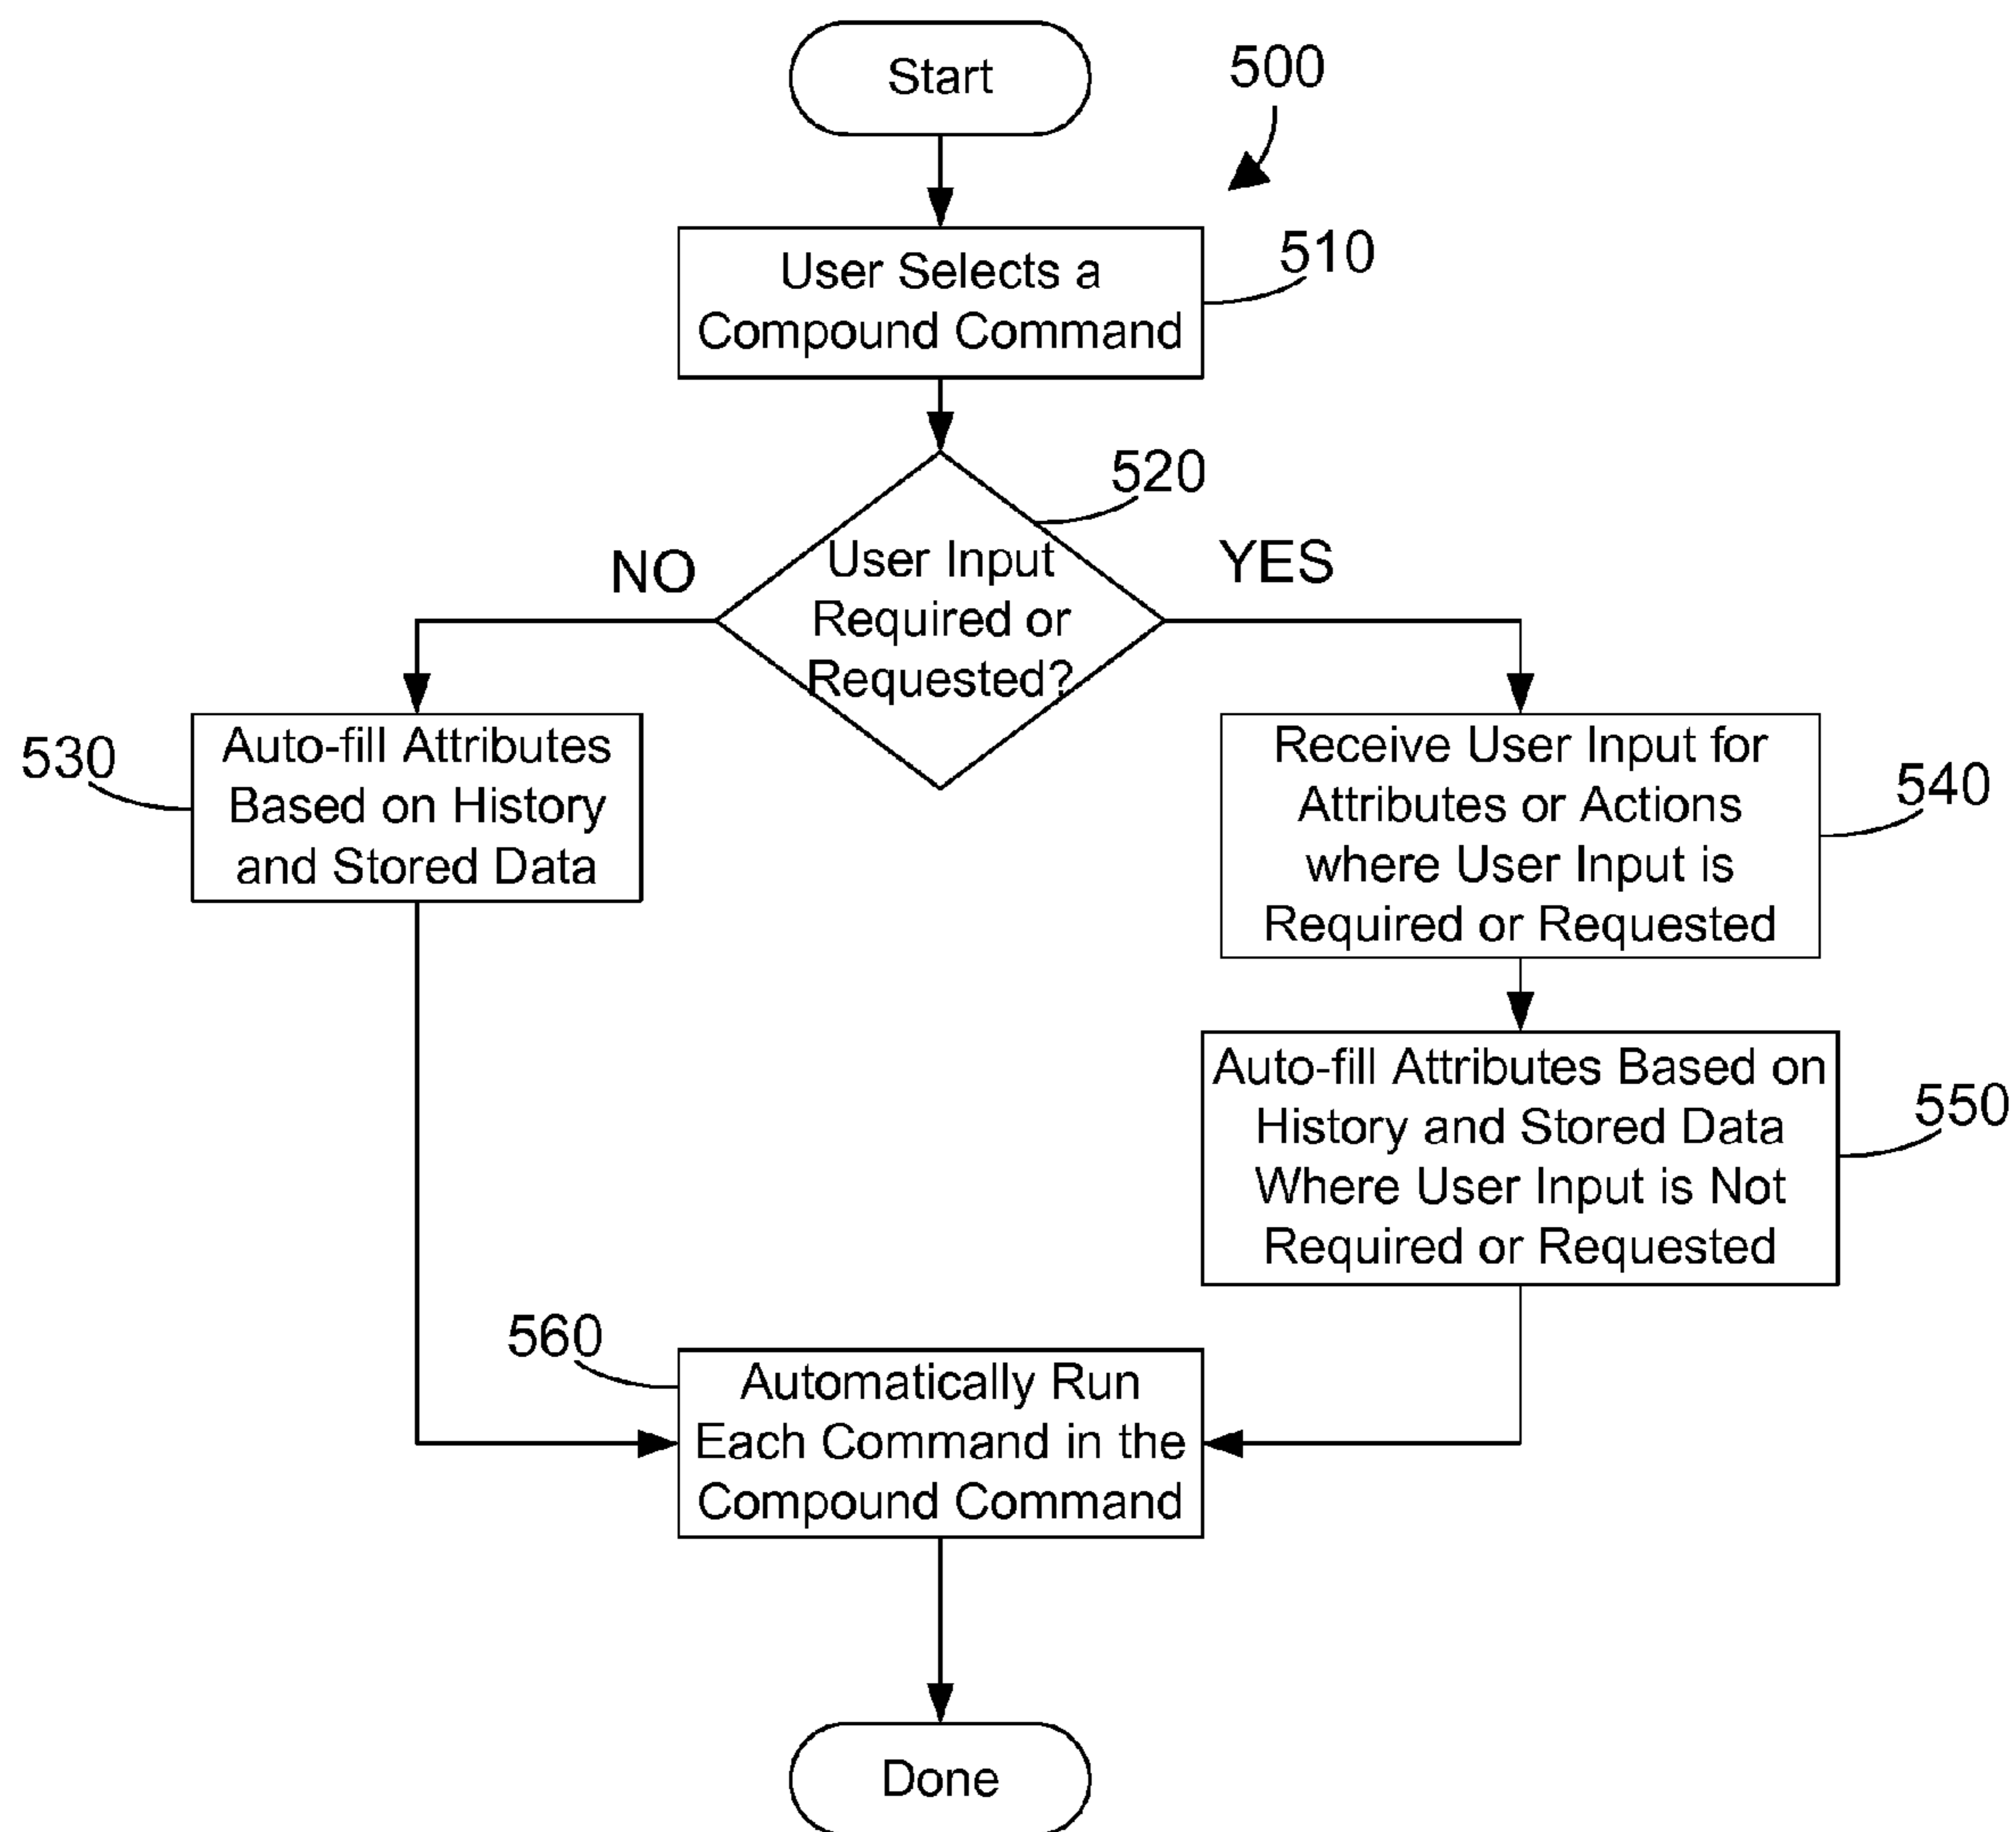 Start
500
User Selects a
Compound Command
510
520
User Input
Required or
Requested?
NO
YES
530
Auto-fill Attributes
Based on History
and Stored Data
Receive User Input for
Attributes or Actions
where User Input is
Required or Requested
540
Auto-fill Attributes Based on
History and Stored Data
Where User Input is Not
Required or Requested
550
560
Automatically Run
Each Command in the
Compound Command
Done